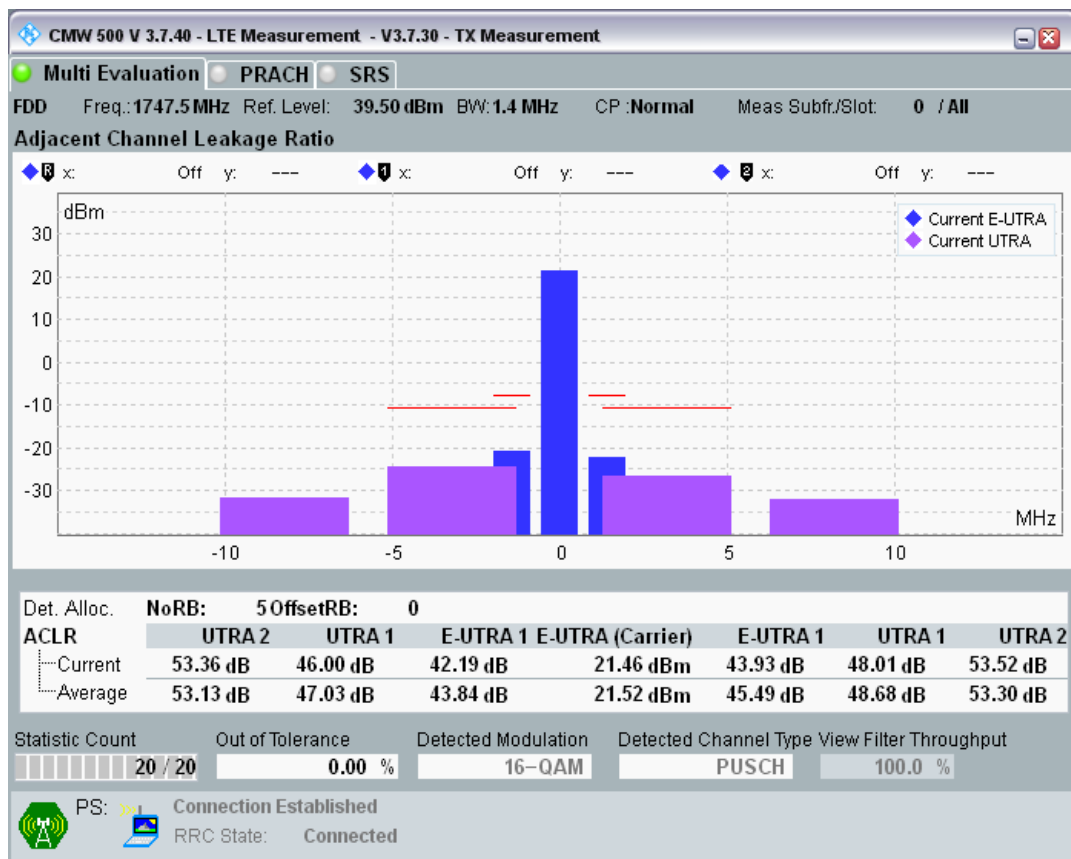 CMW 500 V 3.7.40 - LTE Measurement - V3.7.30 - TX Measurement
Multi Evaluation PRACH SRS
FDD Freq.: 1747.5 MHz Ref. Level: 39.50 dBm BW: 1.4 MHz CP :Normal Meas Subfr./Slot: 0 / All
Adjacent Channel Leakage Ratio
R x: Off y: --- 1 x: Off y: --- 2 x: Off y: ---
dBm
Current E-UTRA
Current UTRA
30
20
10
0
-10
-20
-30
MHz
-10 -5 0 5 10
Det. Alloc. NoRB: 5 OffsetRB: 0
ACLR UTRA 2 UTRA 1 E-UTRA 1 E-UTRA (Carrier) E-UTRA 1 UTRA 1 UTRA 2
Current 53.36 dB 46.00 dB 42.19 dB 21.46 dBm 43.93 dB 48.01 dB 53.52 dB
Average 53.13 dB 47.03 dB 43.84 dB 21.52 dBm 45.49 dB 48.68 dB 53.30 dB
Statistic Count Out of Tolerance Detected Modulation Detected Channel Type View Filter Throughput
20 / 20 0.00 % 16-QAM PUSCH 100.0 %
PS: Connection Established
RRC State: Connected